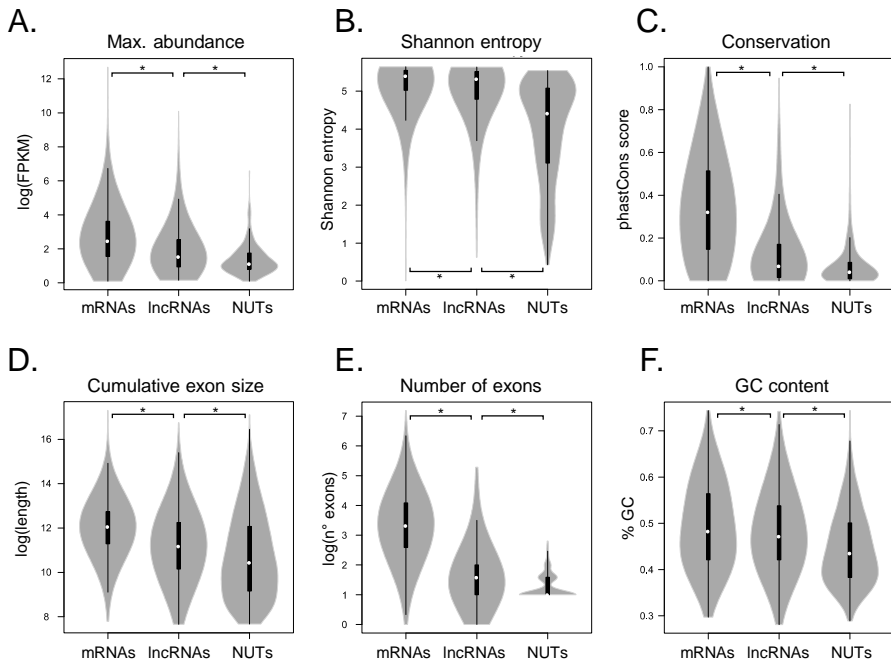 A.
Max. abundance
log(FPKM)
12
10
8
6
4
2
0
* *
mRNAs lncRNAs NUTs
B.
Shannon entropy
Shannon entropy
5
4
3
2
1
0
* *
mRNAs lncRNAs NUTs
C.
Conservation
phastCons score
1.0
0.8
0.6
0.4
0.2
0.0
* *
mRNAs lncRNAs NUTs
D.
Cumulative exon size
log(length)
16
14
12
10
8
* *
mRNAs lncRNAs NUTs
E.
Number of exons
log(n° exons)
7
6
5
4
3
2
1
0
* *
mRNAs lncRNAs NUTs
F.
GC content
% GC
0.7
0.6
0.5
0.4
0.3
* *
mRNAs lncRNAs NUTs